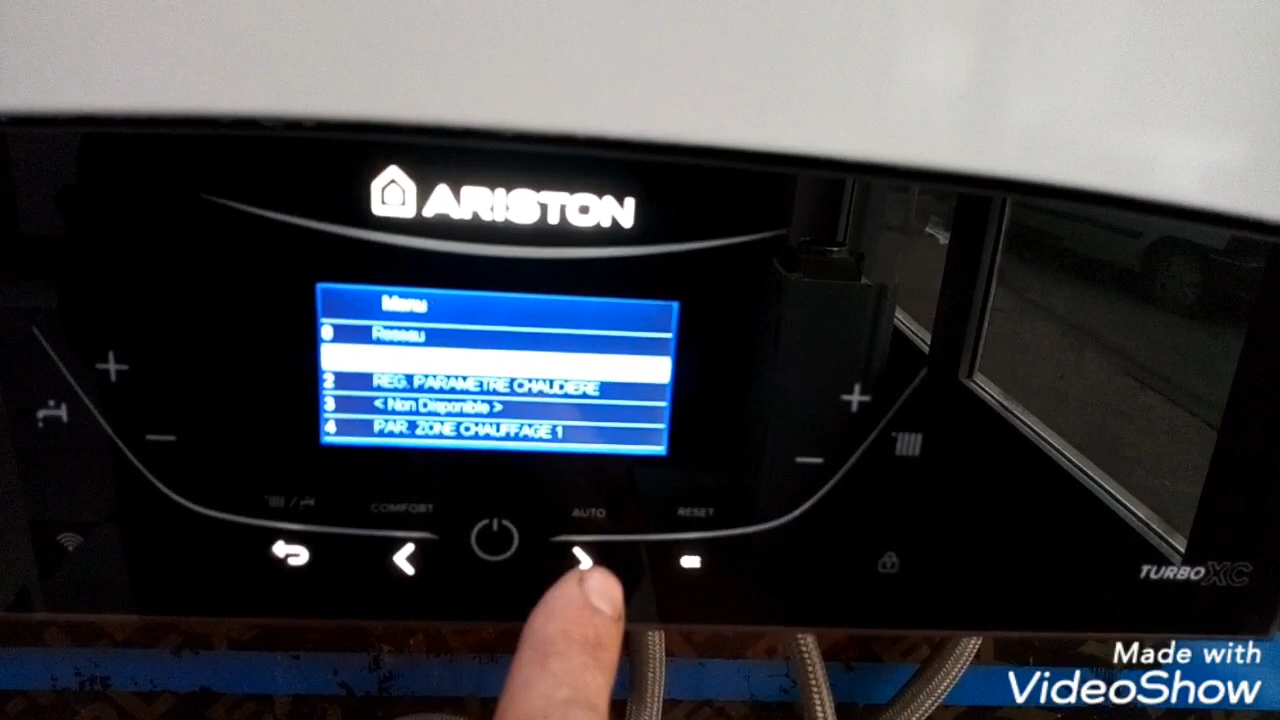 ARISTON
Menu
0 Reseau
2 REG. PARAMETRE CHAUDIERE
3 < Non Disponible >
4 PAR. ZONE CHAUFFAGE 1
COMFORT
AUTO
RESET
TURBO XC
Made with
VideoShow